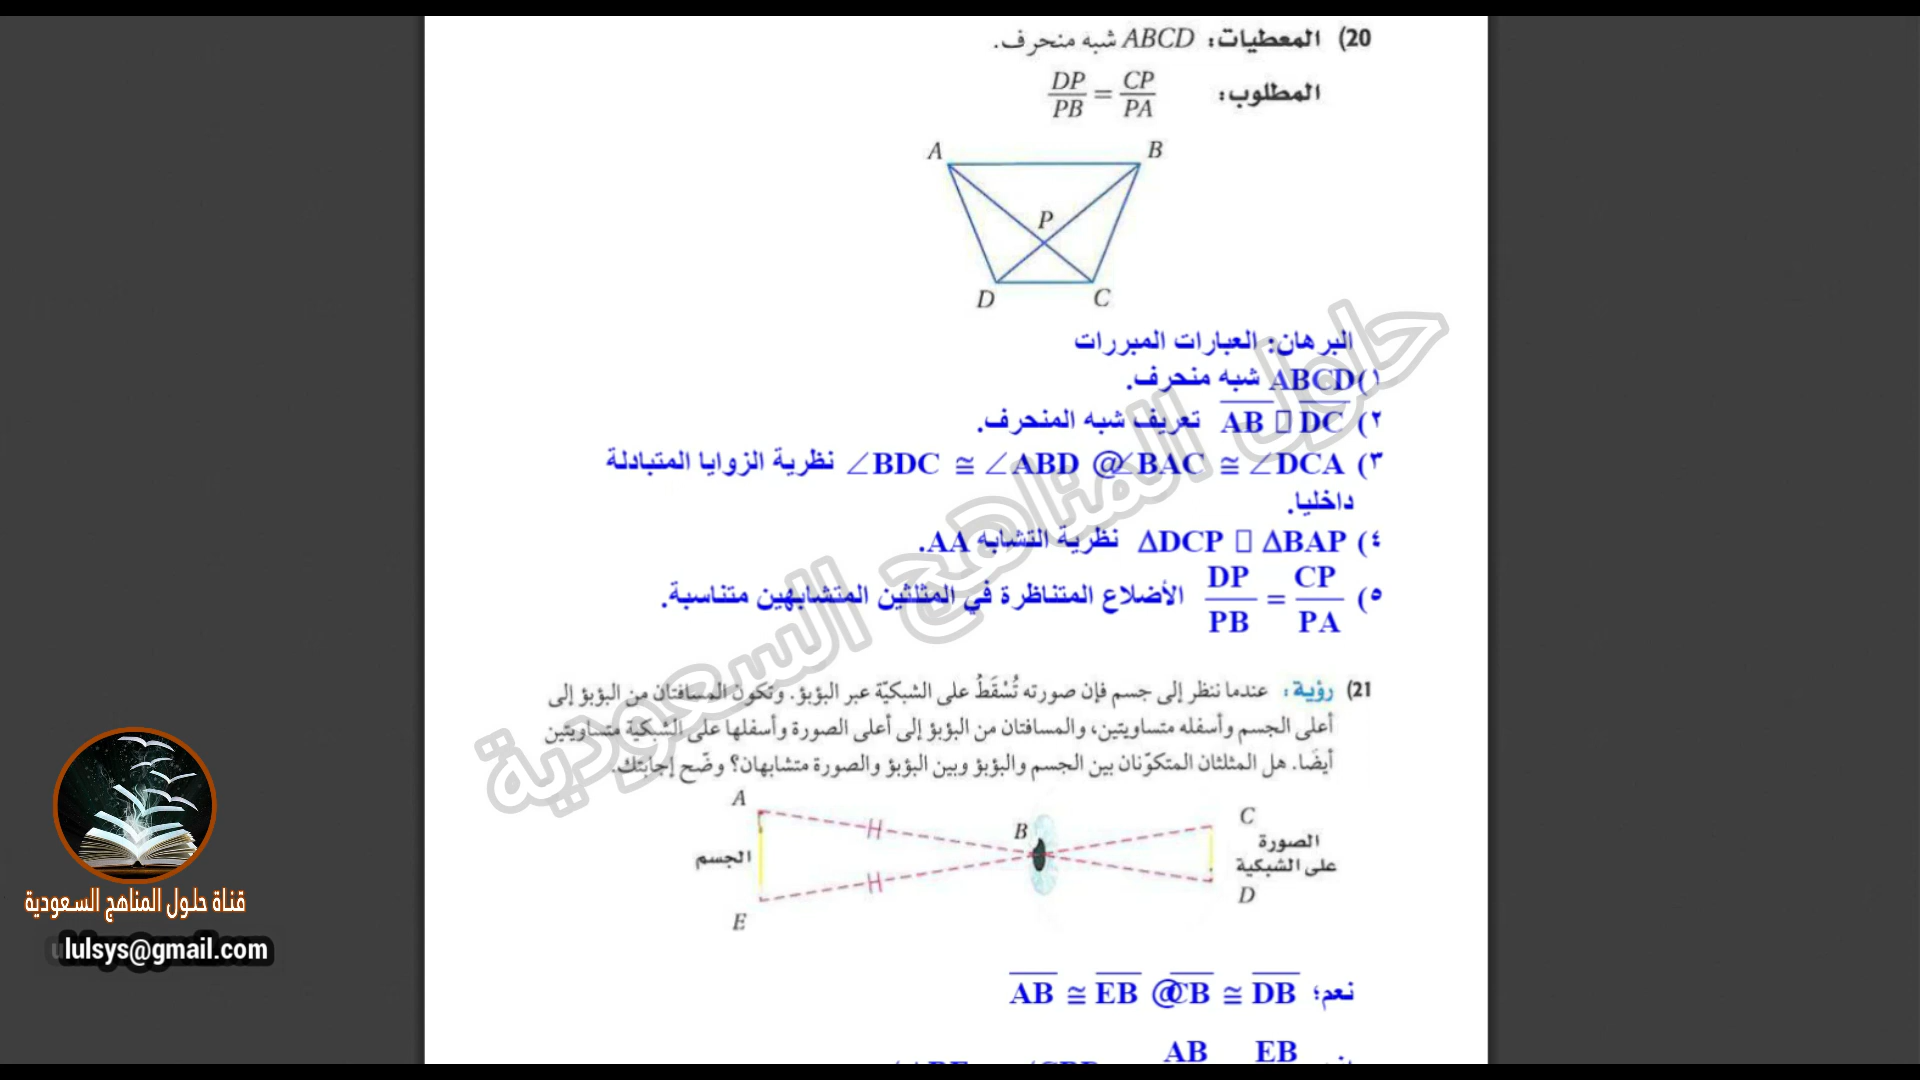 20) المعطيات: ABCD شبه منحرف.
المطلوب: DP/PB = CP/PA
A B
P
D C
البرهان: العبارات المبررات
١) ABCD شبه منحرف.
٢) AB ▯ DC تعريف شبه المنحرف.
٣) ∠BDC ≅ ∠ABD @ ∠BAC ≅ ∠DCA نظرية الزوايا المتبادلة
داخليا.
٤) ΔDCP ▯ ΔBAP نظرية التشابه AA.
٥) DP/PB = CP/PA الأضلاع المتناظرة في المثلثين المتشابهين متناسبة.
21) رؤية: عندما ننظر إلى جسم فإن صورته تُسْقَطُ على الشبكيّة عبر البؤبؤ. وتكون المسافتان من البؤبؤ إلى
أعلى الجسم وأسفله متساويتين، والمسافتان من البؤبؤ إلى أعلى الصورة وأسفلها على الشبكية متساويتين
أيضًا. هل المثلثان المتكوّنان بين الجسم والبؤبؤ وبين البؤبؤ والصورة متشابهان؟ وضّح إجابتك.
A
B
C
الجسم
الصورة
على الشبكية
E
D
نعم؛ AB ≅ EB @ CB ≅ DB
AB EB
حلول المناهج السعودية
قناة حلول المناهج السعودية
ululsys@gmail.com